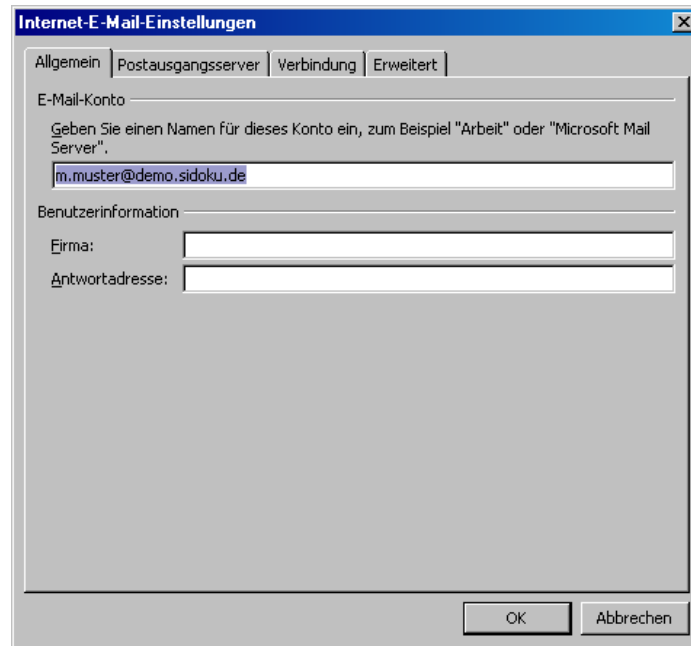 Internet-E-Mail-Einstellungen
Allgemein Postausgangsserver Verbindung Erweitert
E-Mail-Konto
Geben Sie einen Namen für dieses Konto ein, zum Beispiel "Arbeit" oder "Microsoft Mail
Server".
m.muster@demo.sidoku.de
Benutzerinformation
Firma:
Antwortadresse:
OK Abbrechen